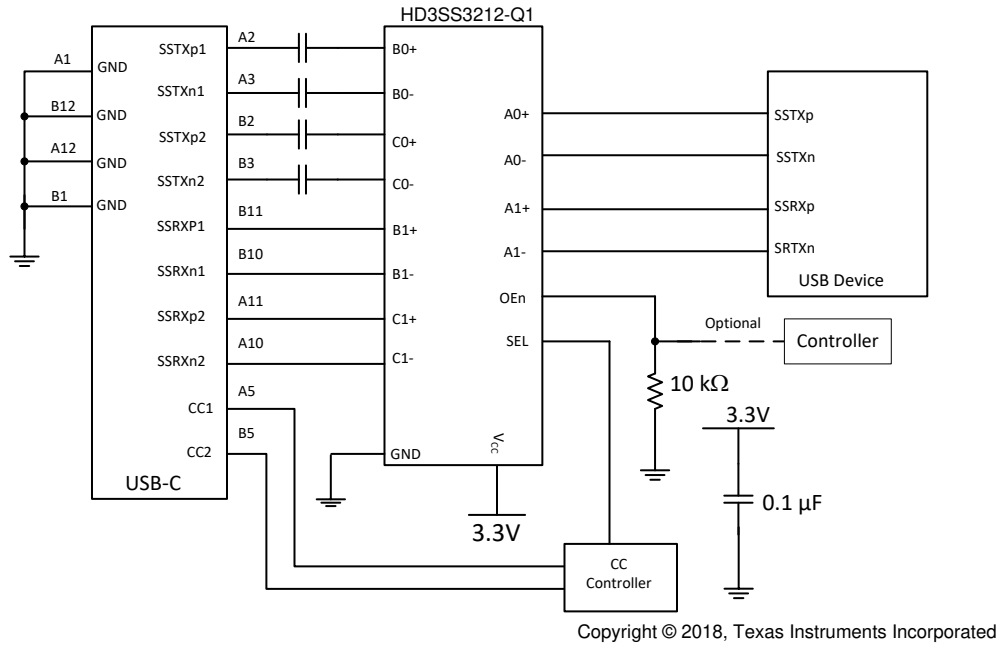 HD3SS3212-Q1
A1
GND
B12
GND
A12
GND
B1
GND
SSTXp1
SSTXn1
SSTXp2
SSTXn2
SSRXP1
SSRXn1
SSRXp2
SSRXn2
CC1
CC2
USB-C
A2
A3
B2
B3
B11
B10
A11
A10
A5
B5
B0+
B0-
C0+
C0-
B1+
B1-
C1+
C1-
GND
VCC
3.3V
A0+
A0-
A1+
A1-
OEn
SEL
SSTXp
SSTXn
SSRXp
SRTXn
USB Device
Optional
Controller
10 kΩ
3.3V
0.1 µF
CC
Controller
Copyright © 2018, Texas Instruments Incorporated